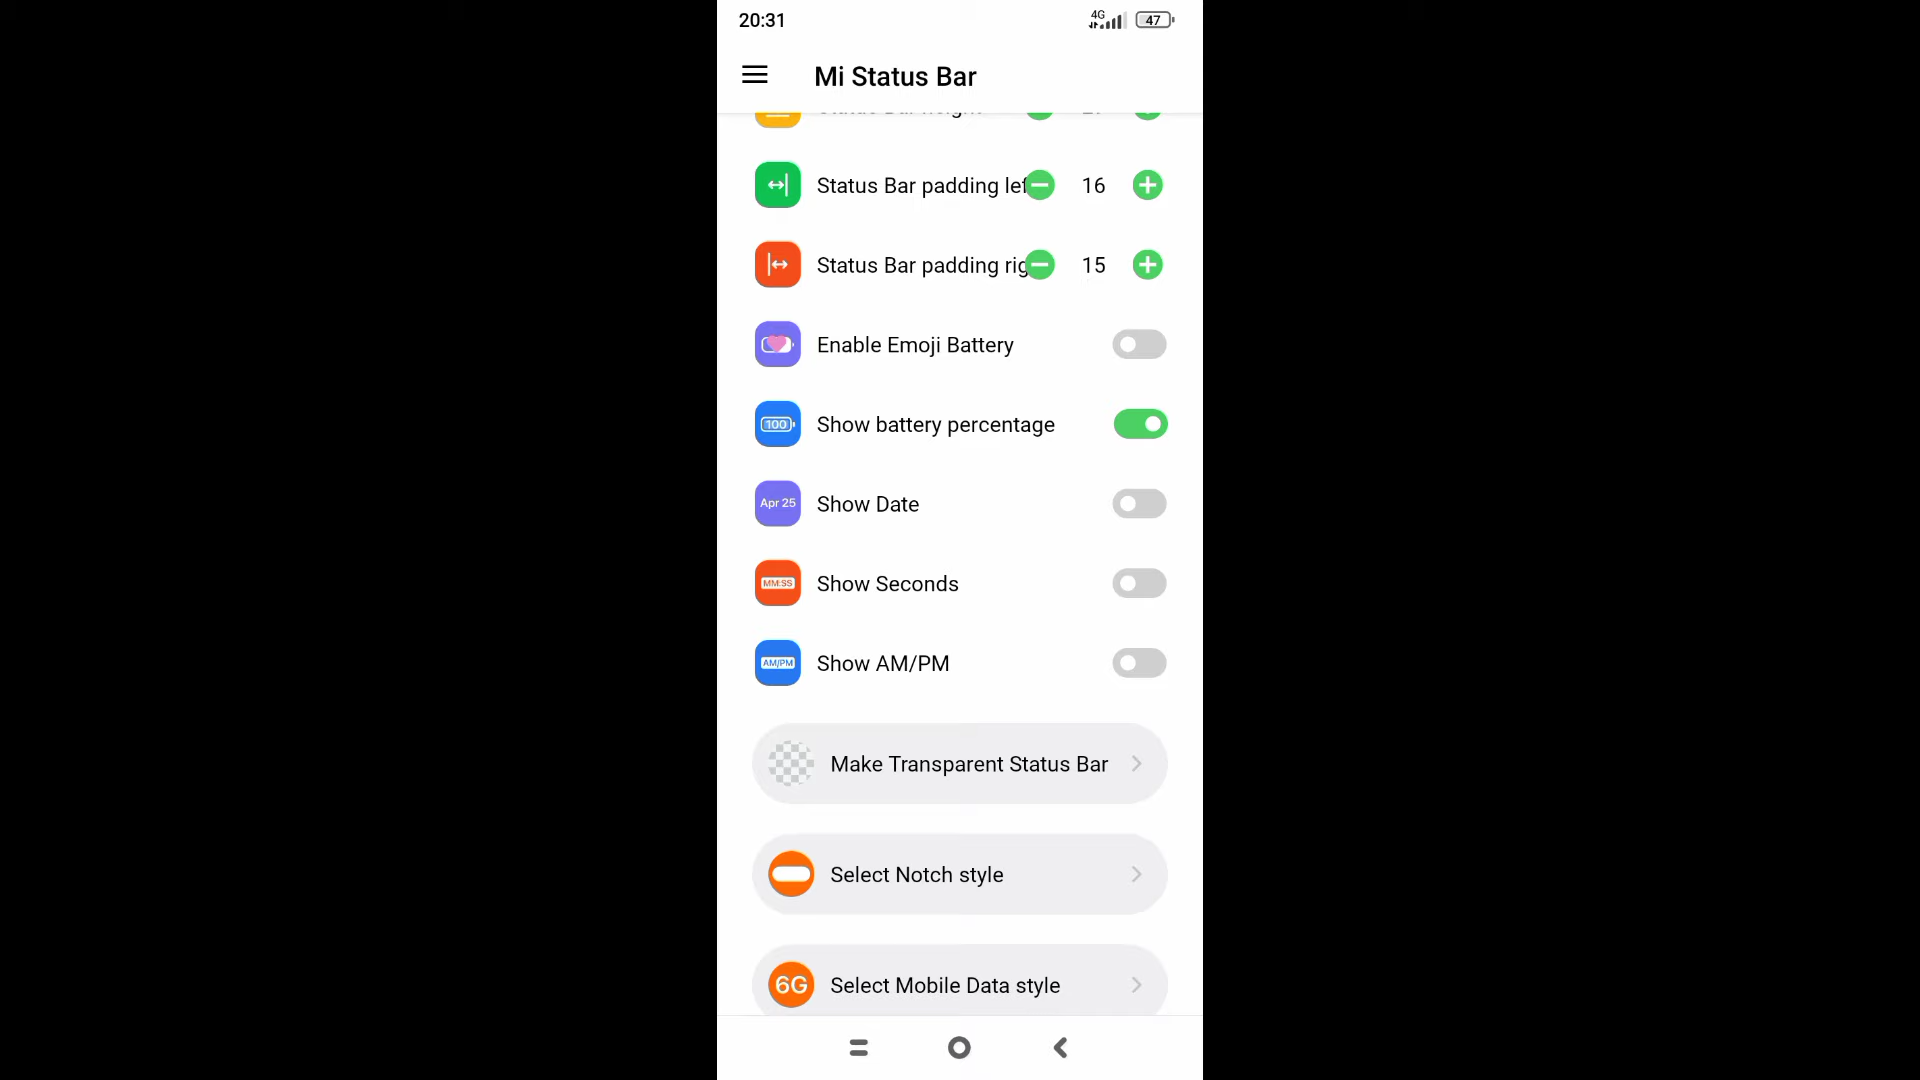 20:31
4G
47
Mi Status Bar
Status Bar padding lef
16
Status Bar padding rig
15
Enable Emoji Battery
100
Show battery percentage
Apr 25
Show Date
MM:SS
Show Seconds
AM/PM
Show AM/PM
Make Transparent Status Bar
Select Notch style
6G
Select Mobile Data style